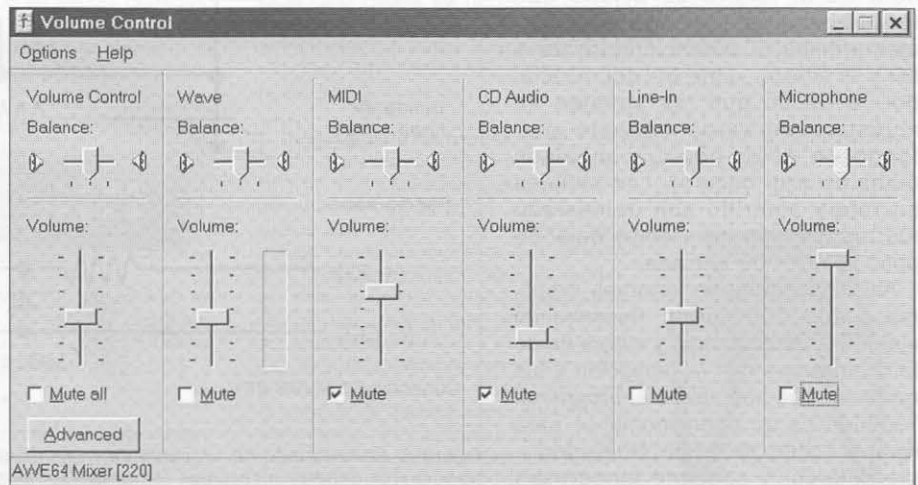 Volume Control
Options Help
Volume Control Wave MIDI CD Audio Line-In Microphone
Balance: Balance: Balance: Balance: Balance: Balance:
Volume: Volume: Volume: Volume: Volume: Volume:
Mute all Mute Mute Mute Mute Mute
Advanced
AWE64 Mixer [220]